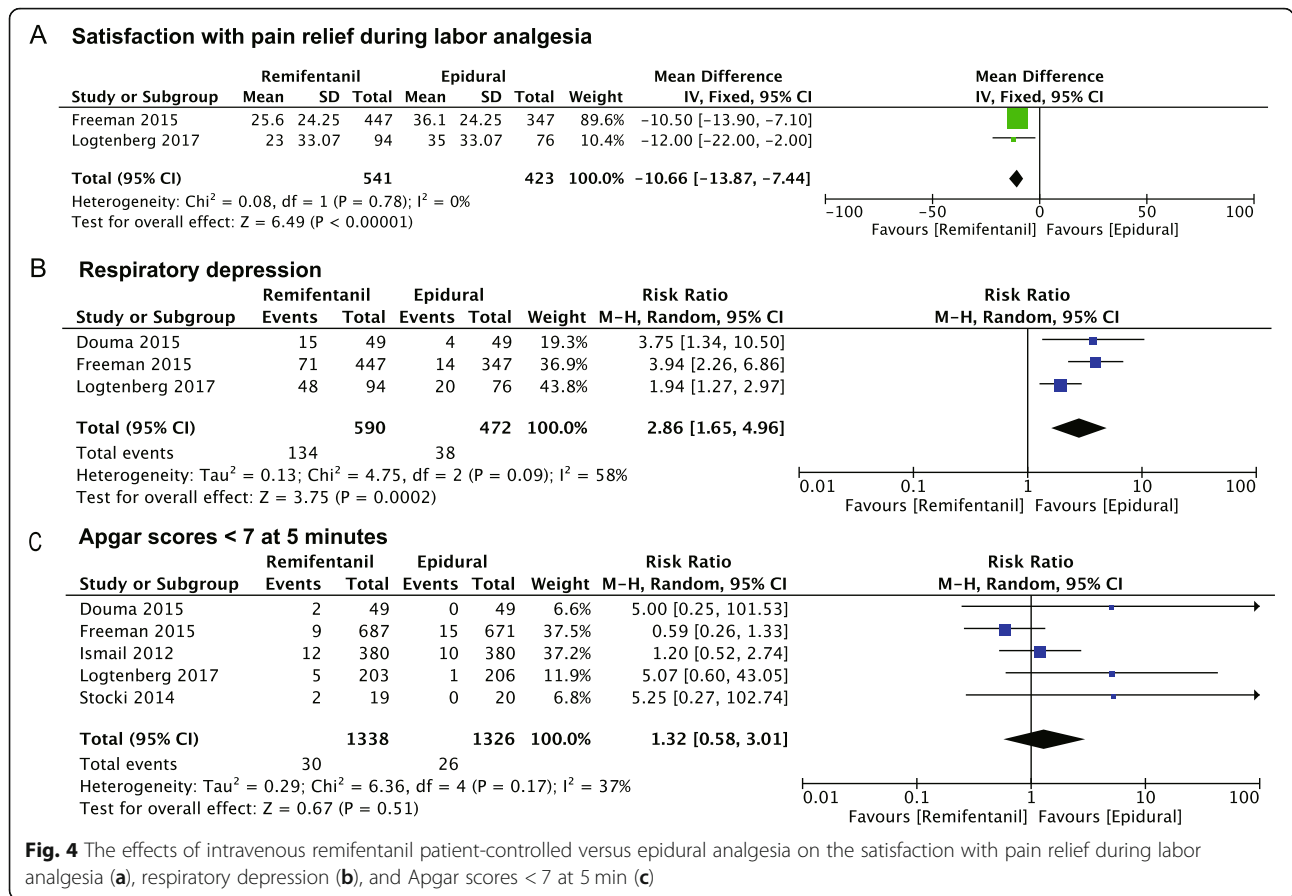 A Satisfaction with pain relief during labor analgesia
Remifentanil Epidural Mean Difference Mean Difference
Study or Subgroup Mean SD Total Mean SD Total Weight IV, Fixed, 95% CI IV, Fixed, 95% CI
Freeman 2015 25.6 24.25 447 36.1 24.25 347 89.6% −10.50 [−13.90, −7.10]
Logtenberg 2017 23 33.07 94 35 33.07 76 10.4% −12.00 [−22.00, −2.00]
Total (95% CI) 541 423 100.0% −10.66 [−13.87, −7.44]
Heterogeneity: Chi² = 0.08, df = 1 (P = 0.78); I² = 0%
Test for overall effect: Z = 6.49 (P < 0.00001)
−100 −50 0 50 100
Favours [Remifentanil] Favours [Epidural]
B Respiratory depression
Remifentanil Epidural Risk Ratio Risk Ratio
Study or Subgroup Events Total Events Total Weight M−H, Random, 95% CI M−H, Random, 95% CI
Douma 2015 15 49 4 49 19.3% 3.75 [1.34, 10.50]
Freeman 2015 71 447 14 347 36.9% 3.94 [2.26, 6.86]
Logtenberg 2017 48 94 20 76 43.8% 1.94 [1.27, 2.97]
Total (95% CI) 590 472 100.0% 2.86 [1.65, 4.96]
Total events 134 38
Heterogeneity: Tau² = 0.13; Chi² = 4.75, df = 2 (P = 0.09); I² = 58%
Test for overall effect: Z = 3.75 (P = 0.0002)
0.01 0.1 1 10 100
Favours [Remifentanil] Favours [Epidural]
C Apgar scores < 7 at 5 minutes
Remifentanil Epidural Risk Ratio Risk Ratio
Study or Subgroup Events Total Events Total Weight M−H, Random, 95% CI M−H, Random, 95% CI
Douma 2015 2 49 0 49 6.6% 5.00 [0.25, 101.53]
Freeman 2015 9 687 15 671 37.5% 0.59 [0.26, 1.33]
Ismail 2012 12 380 10 380 37.2% 1.20 [0.52, 2.74]
Logtenberg 2017 5 203 1 206 11.9% 5.07 [0.60, 43.05]
Stocki 2014 2 19 0 20 6.8% 5.25 [0.27, 102.74]
Total (95% CI) 1338 1326 100.0% 1.32 [0.58, 3.01]
Total events 30 26
Heterogeneity: Tau² = 0.29; Chi² = 6.36, df = 4 (P = 0.17); I² = 37%
Test for overall effect: Z = 0.67 (P = 0.51)
0.01 0.1 1 10 100
Favours [Remifentanil] Favours [Epidural]
Fig. 4 The effects of intravenous remifentanil patient-controlled versus epidural analgesia on the satisfaction with pain relief during labor
analgesia (a), respiratory depression (b), and Apgar scores < 7 at 5 min (c)